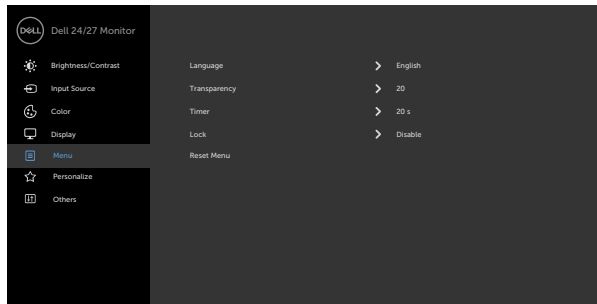 DELL Dell 24/27 Monitor
Brightness/Contrast Language English
Input Source Transparency 20
Color Timer 20 s
Display Lock Disable
Menu Reset Menu
Personalize
Others